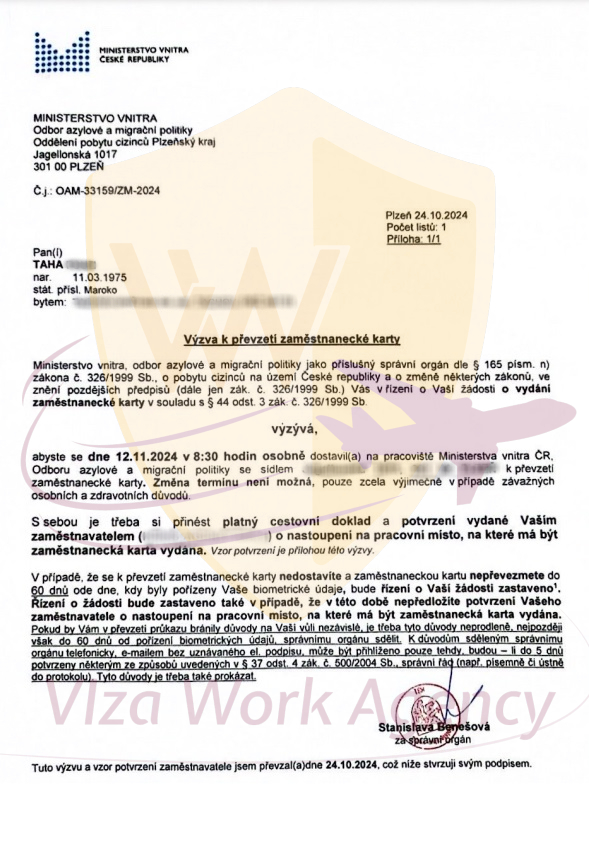 MINISTERSTVO VNITRA
ČESKÉ REPUBLIKY
MINISTERSTVO VNITRA
Odbor azylové a migrační politiky
Oddělení pobytu cizinců Plzeňský kraj
Jagellonská 1017
301 00 PLZEŇ
Č.j.: OAM-33159/ZM-2024
Plzeň 24.10.2024
Počet listů: 1
Příloha: 1/1
Pan(í)
TAHA
nar. 11.03.1975
stát. přísl. Maroko
bytem:
Výzva k převzetí zaměstnanecké karty
Ministerstvo vnitra, odbor azylové a migrační politiky jako příslušný správní orgán dle § 165 písm. n)
zákona č. 326/1999 Sb., o pobytu cizinců na území České republiky a o změně některých zákonů, ve
znění pozdějších předpisů (dále jen zák. č. 326/1999 Sb.) Vás v řízení o Vaší žádosti o vydání
zaměstnanecké karty v souladu s § 44 odst. 3 zák. č. 326/1999 Sb.
vyzývá,
abyste se dne 12.11.2024 v 8:30 hodin osobně dostavil(a) na pracoviště Ministerstva vnitra ČR,
Odboru azylové a migrační politiky se sídlem k převzetí
zaměstnanecké karty. Změna termínu není možná, pouze zcela výjimečně v případě závažných
osobních a zdravotních důvodů.
S sebou je třeba si přinést platný cestovní doklad a potvrzení vydané Vaším
zaměstnavatelem ( ) o nastoupení na pracovní místo, na které má být
zaměstnanecká karta vydána. Vzor potvrzení je přílohou této výzvy.
V případě, že se k převzetí zaměstnanecké karty nedostavíte a zaměstnaneckou kartu nepřevezmete do
60 dnů ode dne, kdy byly pořízeny Vaše biometrické údaje, bude řízení o Vaší žádosti zastaveno¹.
Řízení o žádosti bude zastaveno také v případě, že v této době nepředložíte potvrzení Vašeho
zaměstnavatele o nastoupení na pracovní místo, na které má být zaměstnanecká karta vydána.
Pokud by Vám v převzetí průkazu bránily důvody na Vaší vůli nezávislé, je třeba tyto důvody neprodleně, nejpozději
však do 60 dnů od pořízení biometrických údajů, správnímu orgánu sdělit. K důvodům sděleným správnímu
orgánu telefonicky, e-mailem bez uznávaného el. podpisu, může být přihlíženo pouze tehdy, budou – li do 5 dnů
potvrzeny některým ze způsobů uvedených v § 37 odst. 4 zák. č. 500/2004 Sb., správní řád (např. písemně či ústně
do protokolu). Tyto důvody je třeba také prokázat.
VIza Work Agency
Stanislava Benešová
za správní orgán
Tuto výzvu a vzor potvrzení zaměstnavatele jsem převzal(a)dne 24.10.2024, což níže stvrzuji svým podpisem.